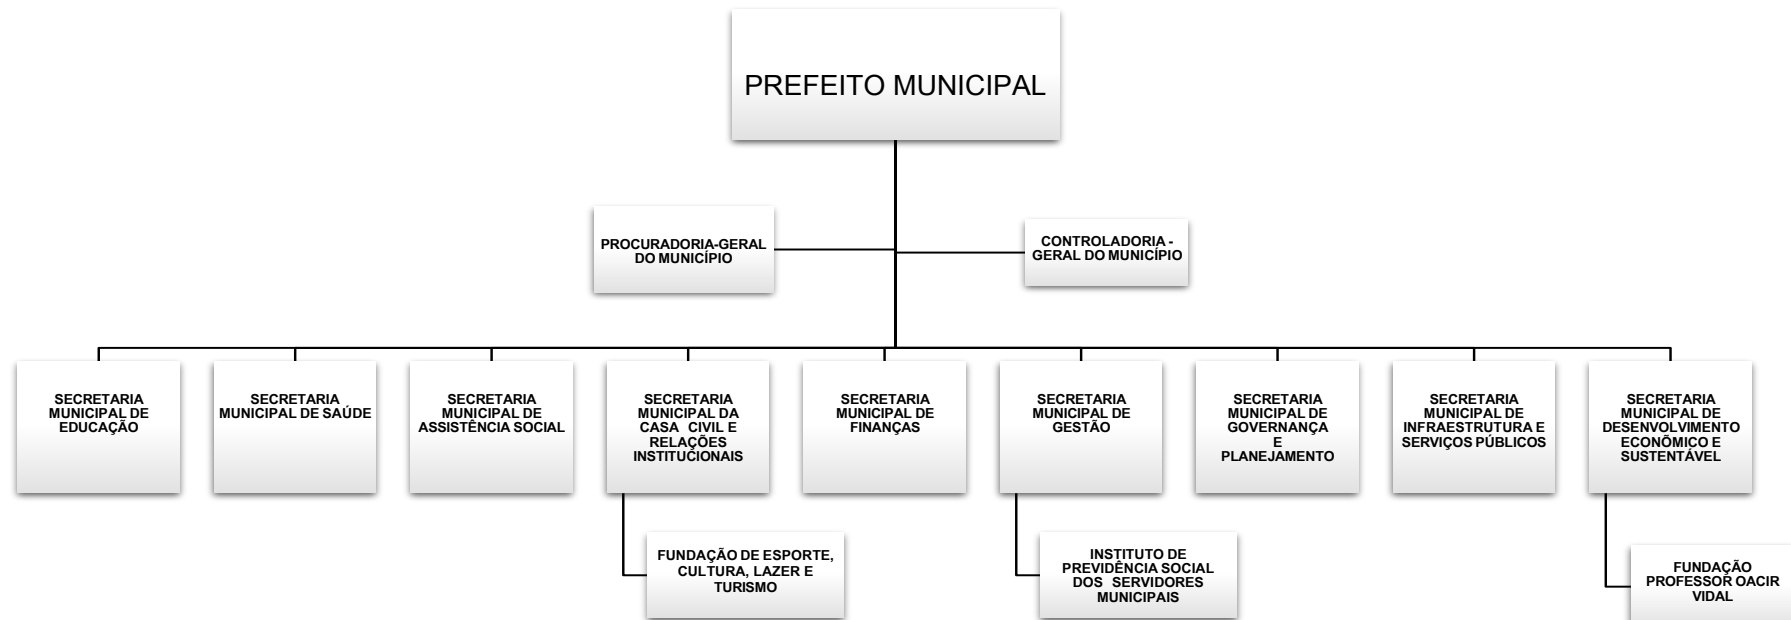 PREFEITO MUNICIPAL
PROCURADORIA-GERAL
DO MUNICÍPIO
CONTROLADORIA -
GERAL DO MUNICÍPIO
SECRETARIA
MUNICIPAL DE
EDUCAÇÃO
SECRETARIA
MUNICIPAL DE SAÚDE
SECRETARIA
MUNICIPAL DE
ASSISTÊNCIA SOCIAL
SECRETARIA
MUNICIPAL DA
CASA CIVIL E
RELAÇÕES
INSTITUCIONAIS
SECRETARIA
MUNICIPAL DE
FINANÇAS
SECRETARIA
MUNICIPAL DE
GESTÃO
SECRETARIA
MUNICIPAL DE
GOVERNANÇA
E
PLANEJAMENTO
SECRETARIA
MUNICIPAL DE
INFRAESTRUTURA E
SERVIÇOS PÚBLICOS
SECRETARIA
MUNICIPAL DE
DESENVOLVIMENTO
ECONÔMICO E
SUSTENTÁVEL
FUNDAÇÃO DE ESPORTE,
CULTURA, LAZER E
TURISMO
INSTITUTO DE
PREVIDÊNCIA SOCIAL
DOS SERVIDORES
MUNICIPAIS
FUNDAÇÃO
PROFESSOR OACIR
VIDAL